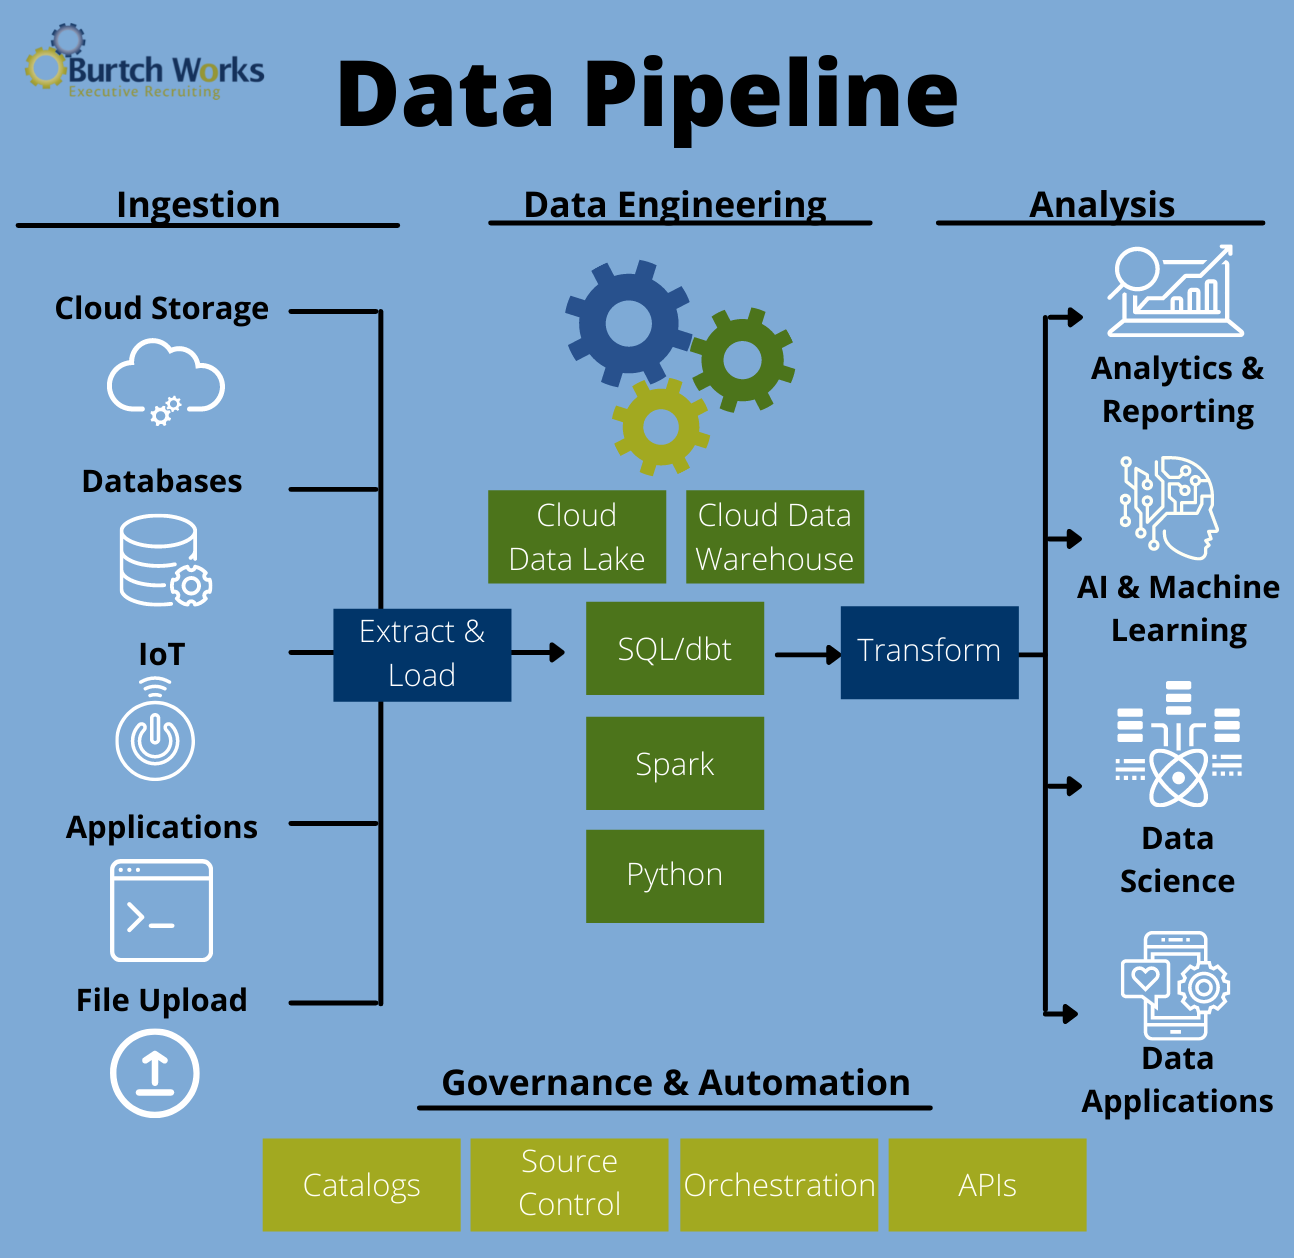 Burtch Works
Executive Recruiting
Data Pipeline
Ingestion
Cloud Storage
Databases
IoT
Applications
File Upload
Extract &
Load
Data Engineering
Cloud
Data Lake
Cloud Data
Warehouse
SQL/dbt
Spark
Python
Transform
Analysis
Analytics &
Reporting
AI & Machine
Learning
Data
Science
Data
Applications
Governance & Automation
Catalogs
Source
Control
Orchestration
APIs